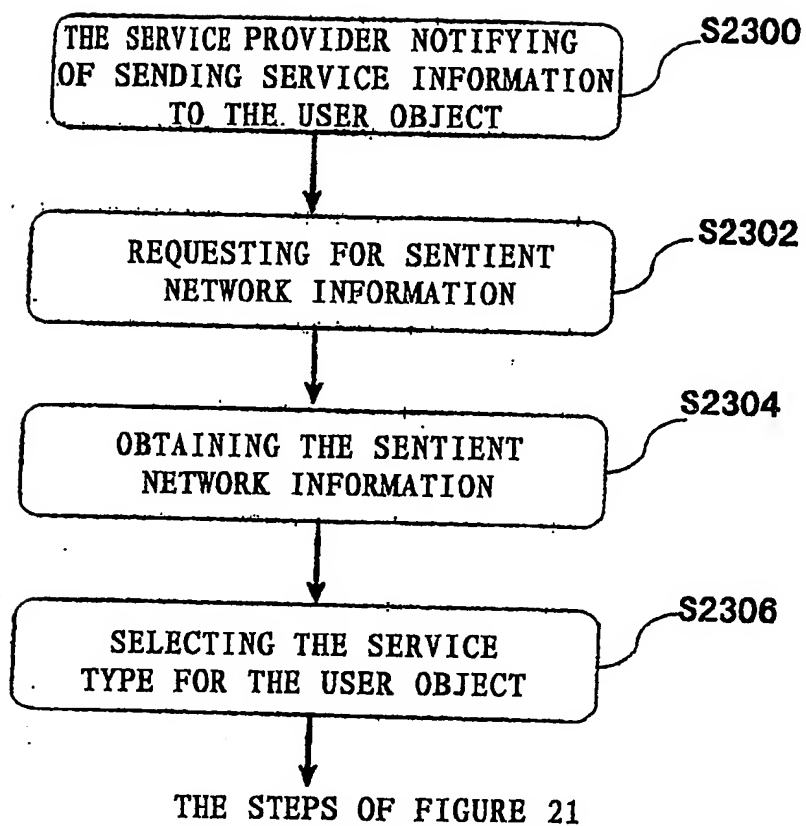 THE SERVICE PROVIDER NOTIFYING
OF SENDING SERVICE INFORMATION
TO THE USER OBJECT
S2300
REQUESTING FOR SENTIENT
NETWORK INFORMATION
S2302
OBTAINING THE SENTIENT
NETWORK INFORMATION
S2304
SELECTING THE SERVICE
TYPE FOR THE USER OBJECT
S2306
THE STEPS OF FIGURE 21